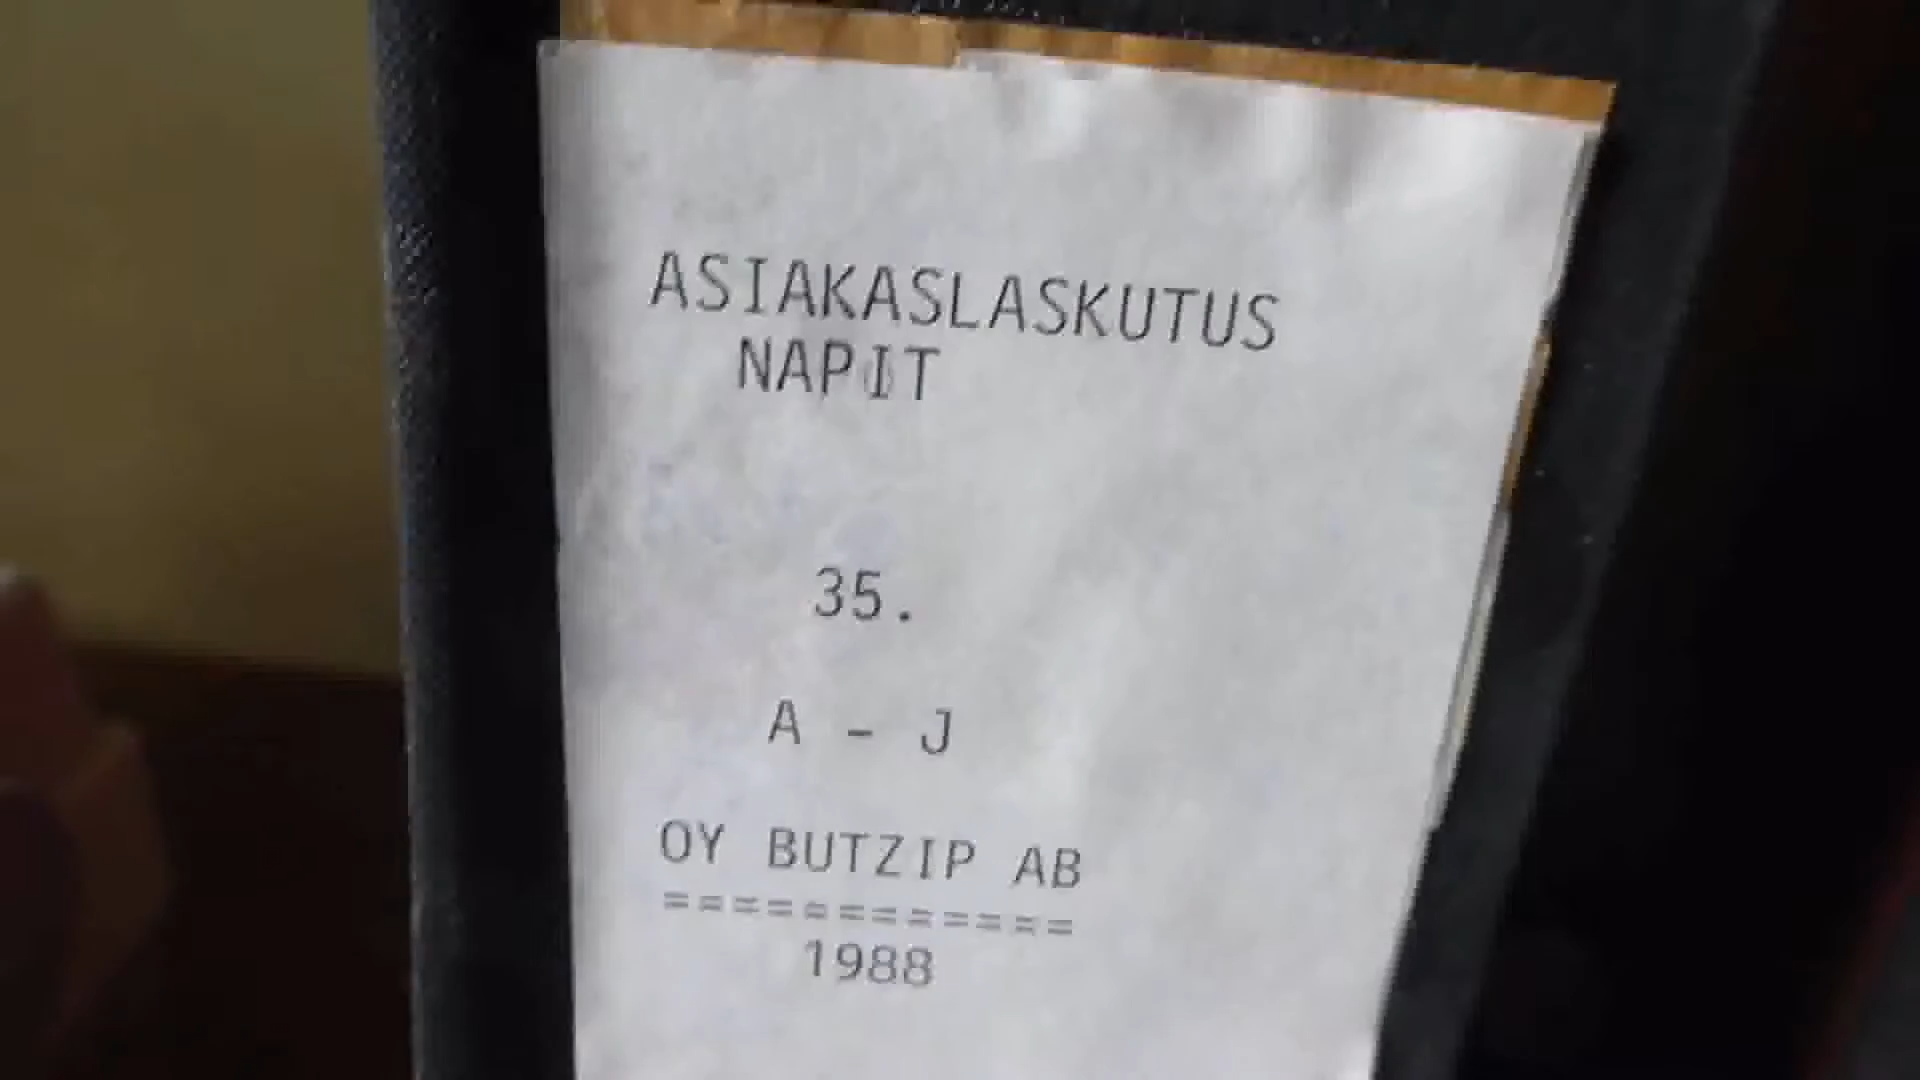 ASIAKASLASKUTUS
NAPIT
35.
A - J
OY BUTZIP AB
============
1988